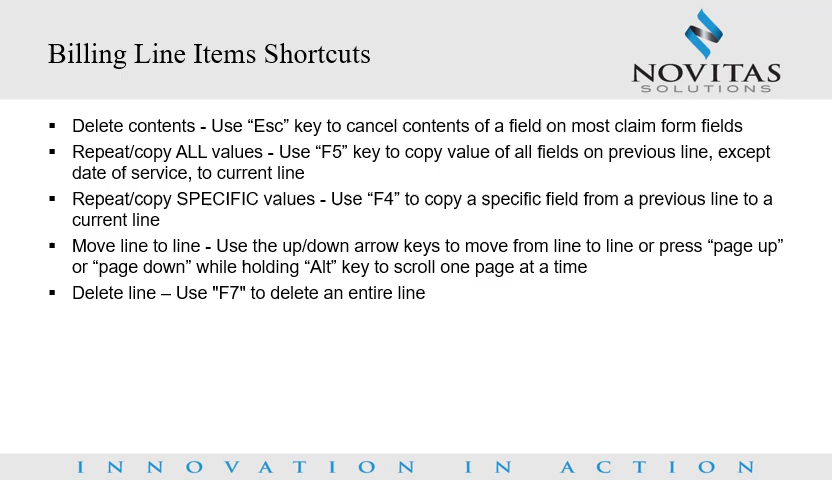 Billing Line Items Shortcuts
NOVITAS
SOLUTIONS
▪ Delete contents - Use “Esc” key to cancel contents of a field on most claim form fields
▪ Repeat/copy ALL values - Use “F5” key to copy value of all fields on previous line, except
date of service, to current line
▪ Repeat/copy SPECIFIC values - Use “F4” to copy a specific field from a previous line to a
current line
▪ Move line to line - Use the up/down arrow keys to move from line to line or press “page up”
or “page down” while holding “Alt” key to scroll one page at a time
▪ Delete line – Use "F7" to delete an entire line
INNOVATION IN ACTION